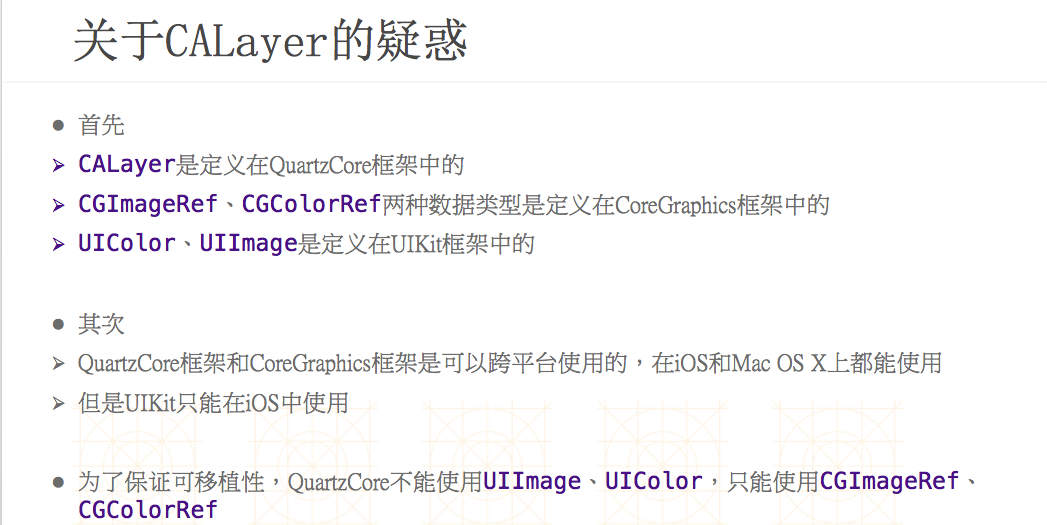 关于CALayer的疑惑
● 首先
➢ CALayer是定义在QuartzCore框架中的
➢ CGImageRef、CGColorRef两种数据类型是定义在CoreGraphics框架中的
➢ UIColor、UIImage是定义在UIKit框架中的
● 其次
➢ QuartzCore框架和CoreGraphics框架是可以跨平台使用的，在iOS和Mac OS X上都能使用
➢ 但是UIKit只能在iOS中使用
● 为了保证可移植性，QuartzCore不能使用UIImage、UIColor，只能使用CGImageRef、
CGColorRef